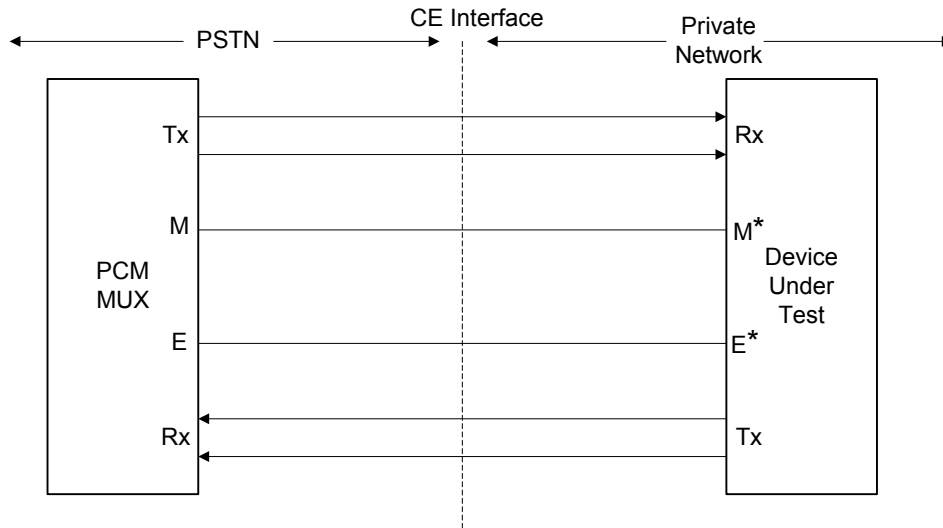 CE Interface
PSTN
Private
Network
Tx
Rx
M
M*
PCM
MUX
Device
Under
Test
E
E*
Rx
Tx